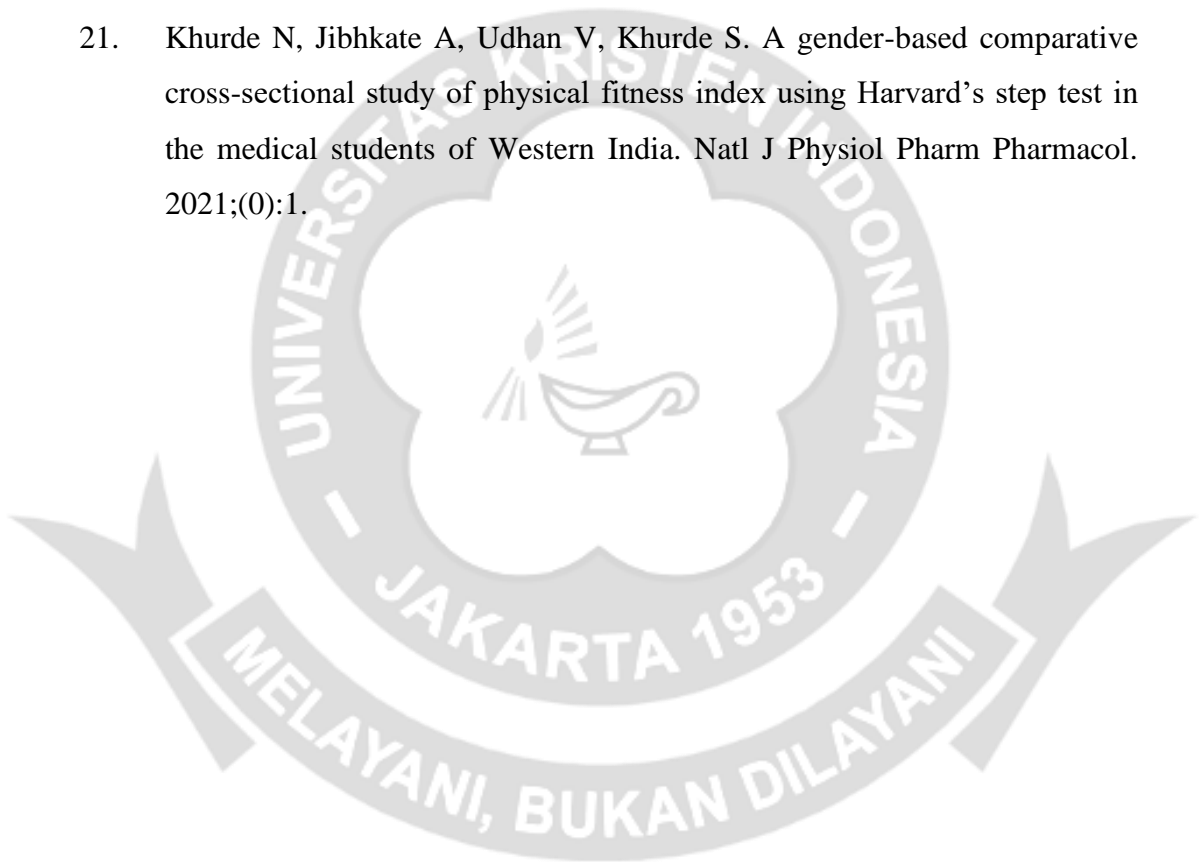 21. Khurde N, Jibhkate A, Udhan V, Khurde S. A gender-based comparative
cross-sectional study of physical fitness index using Harvard’s step test in
the medical students of Western India. Natl J Physiol Pharm Pharmacol.
2021;(0):1.
UNIVERSITAS KRISTEN INDONESIA
JAKARTA 1953
MELAYANI, BUKAN DILAYANI